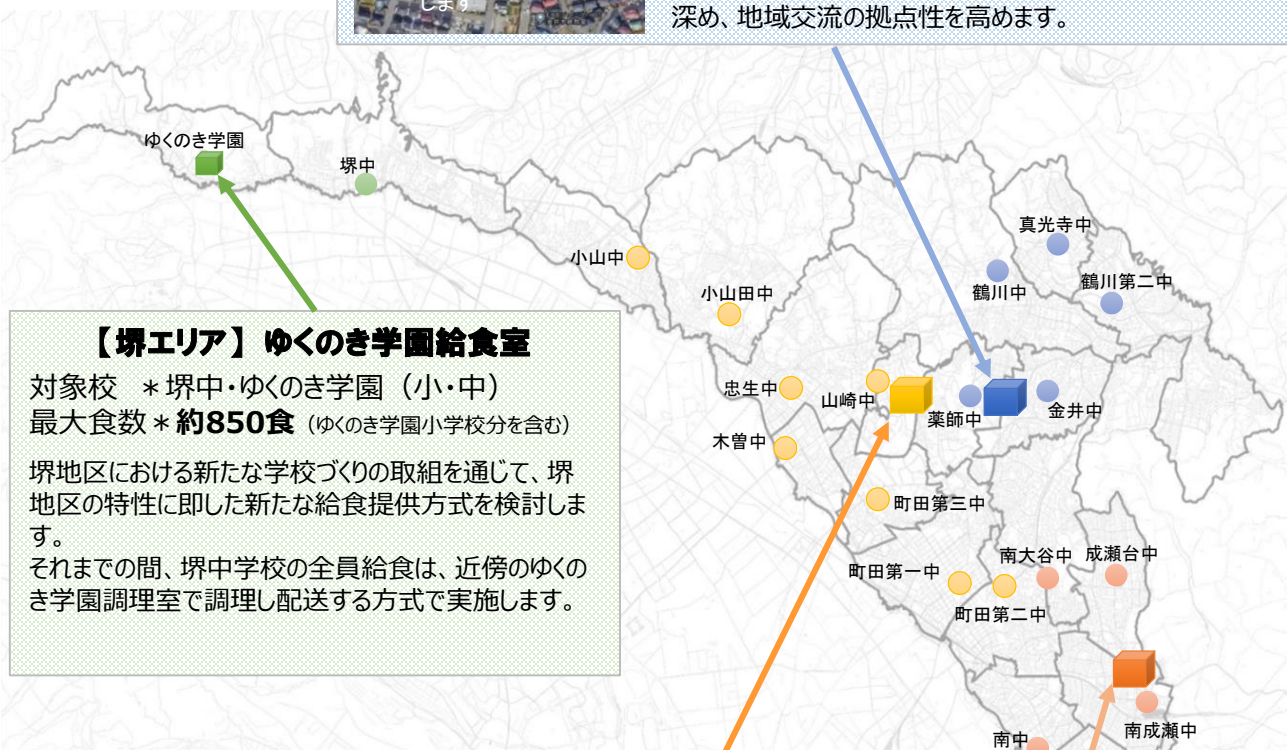 します
深め、地域交流の拠点性を高めます。
ゆくのき学園
堺中
真光寺中
小山中
鶴川第二中
小山田中
鶴川中
【堺エリア】ゆくのき学園給食室
対象校 ＊堺中・ゆくのき学園（小・中）
最大食数＊約850食（ゆくのき学園小学校分を含む）
堺地区における新たな学校づくりの取組を通じて、堺
地区の特性に即した新たな給食提供方式を検討しま
す。
それまでの間、堺中学校の全員給食は、近傍のゆくの
き学園調理室で調理し配送する方式で実施します。
忠生中
山崎中
薬師中
金井中
木曽中
町田第三中
南大谷中
成瀬台中
町田第一中
町田第二中
南成瀬中
南中